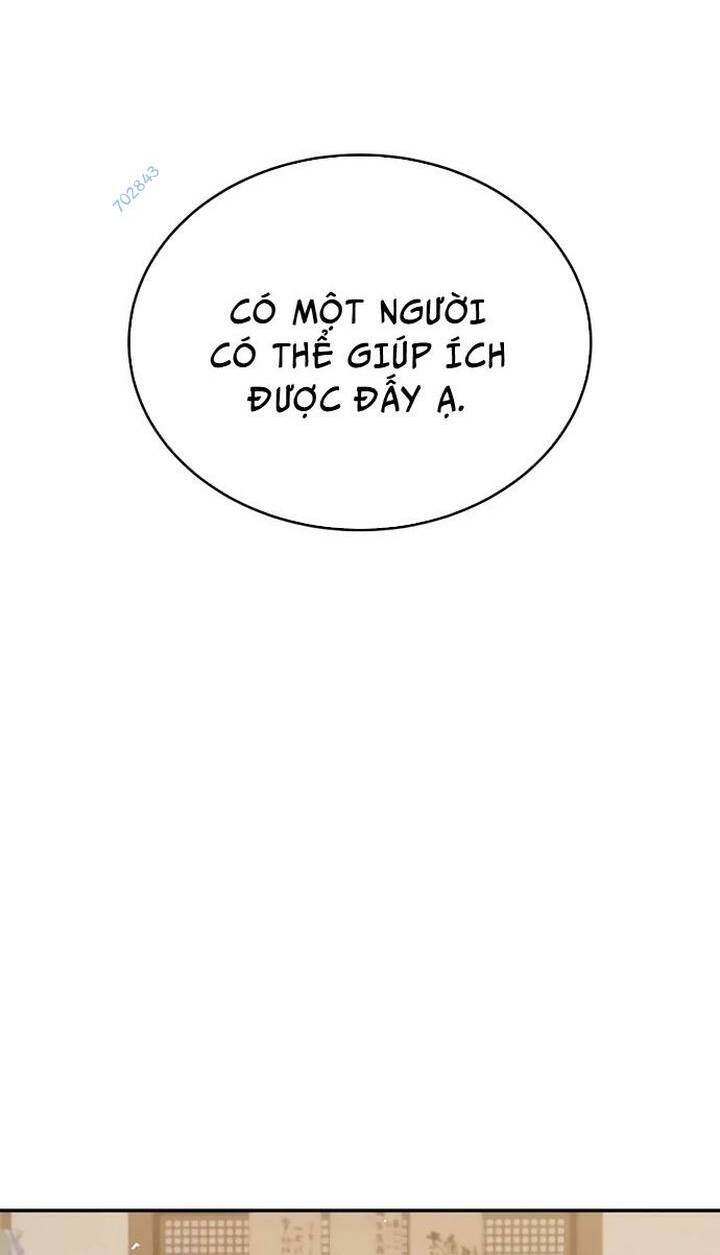 702843
CÓ MỘT NGƯỜI
CÓ THỂ GIÚP ÍCH
ĐƯỢC ĐẤY Ạ.